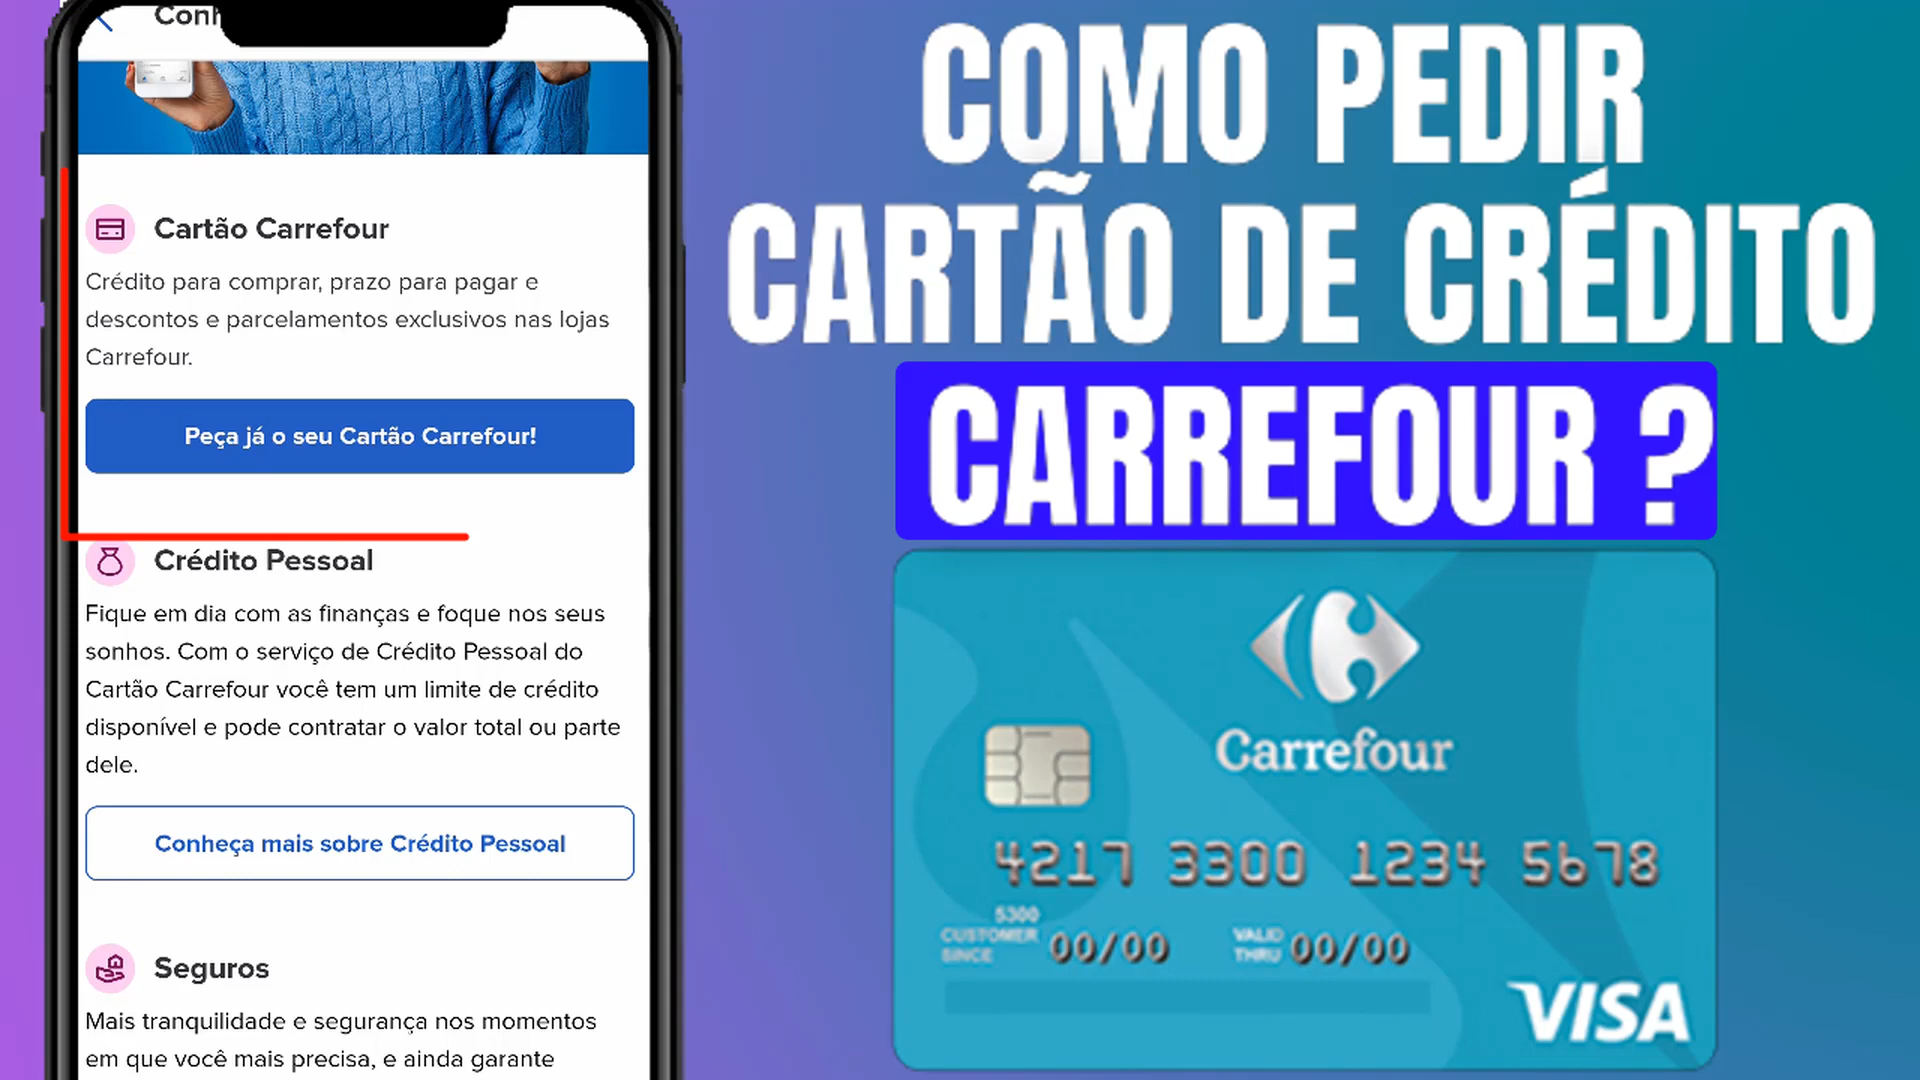 Cartão Carrefour
Crédito para comprar, prazo para pagar e
descontos e parcelamentos exclusivos nas lojas
Carrefour.
Peça já o seu Cartão Carrefour!
Crédito Pessoal
Fique em dia com as finanças e foque nos seus
sonhos. Com o serviço de Crédito Pessoal do
Cartão Carrefour você tem um limite de crédito
disponível e pode contratar o valor total ou parte
dele.
Conheça mais sobre Crédito Pessoal
Seguros
Mais tranquilidade e segurança nos momentos
em que você mais precisa, e ainda garante
COMO PEDIR
CARTÃO DE CRÉDITO
CARREFOUR ?
Carrefour
4217 3300 1234 5678
5300
CUSTOMER SINCE 00/00 VALID THRU 00/00
VISA